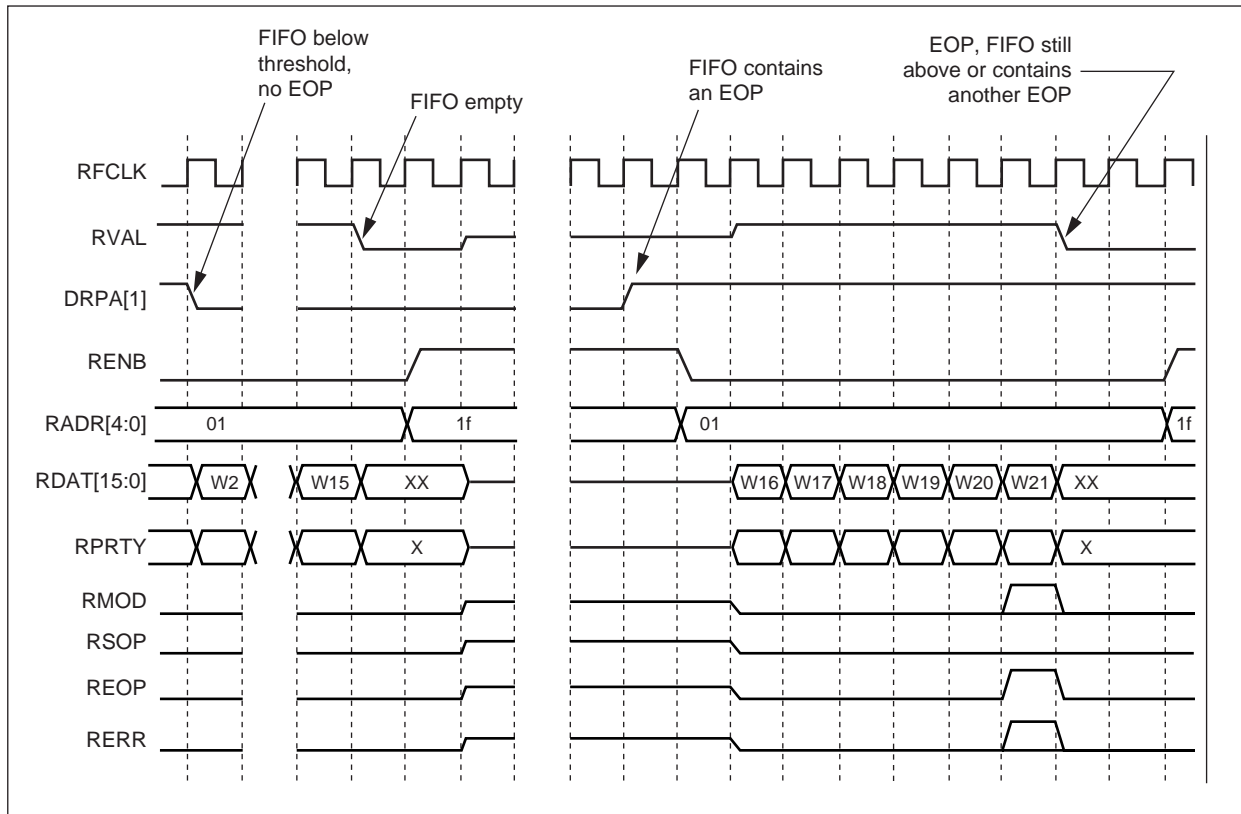 FIFO below
threshold,
no EOP
FIFO empty
FIFO contains
an EOP
EOP, FIFO still
above or contains
another EOP
RFCLK
RVAL
DRPA[1]
RENB
RADR[4:0]
01
1f
01
1f
RDAT[15:0]
W2
W15
XX
W16
W17
W18
W19
W20
W21
XX
RPRTY
X
X
RMOD
RSOP
REOP
RERR